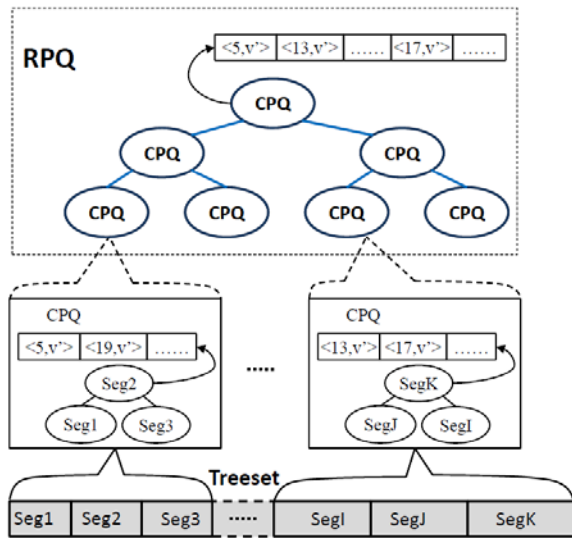 <5,v'> <13,v'> ...... <17,v'> ......
RPQ
CPQ
CPQ CPQ
CPQ CPQ CPQ CPQ
CPQ CPQ
<5,v'> <19,v'> ...... <13,v'> <17,v'> ......
Seg2 ..... SegK
Seg1 Seg3 SegJ SegI
Treeset
Seg1 Seg2 Seg3 ..... SegI SegJ SegK